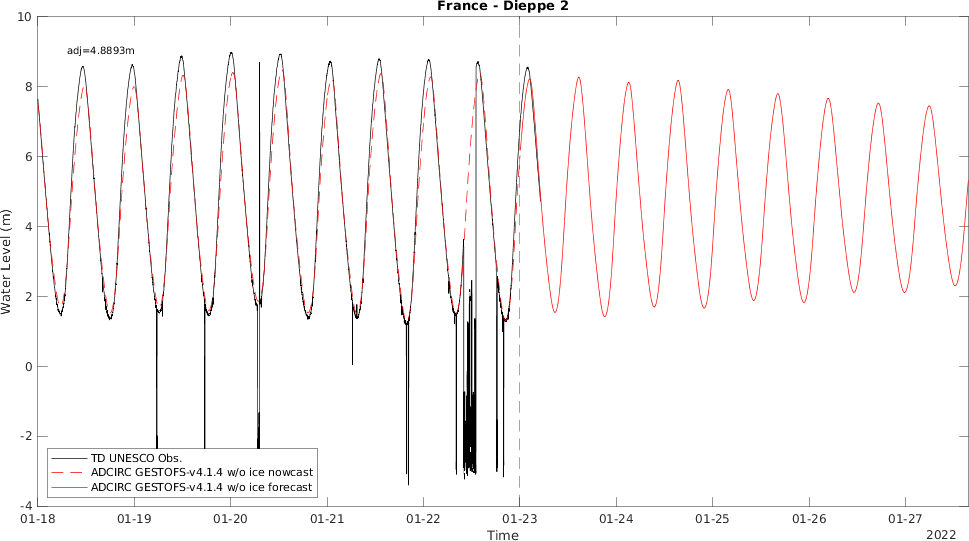 France - Dieppe 2
10
adj=4.8893m
8
6
4
2
0
-2
-4
Water Level (m)
TD UNESCO Obs.
ADCIRC GESTOFS-v4.1.4 w/o ice nowcast
ADCIRC GESTOFS-v4.1.4 w/o ice forecast
01-18 01-19 01-20 01-21 01-22 01-23 01-24 01-25 01-26 01-27
Time
2022